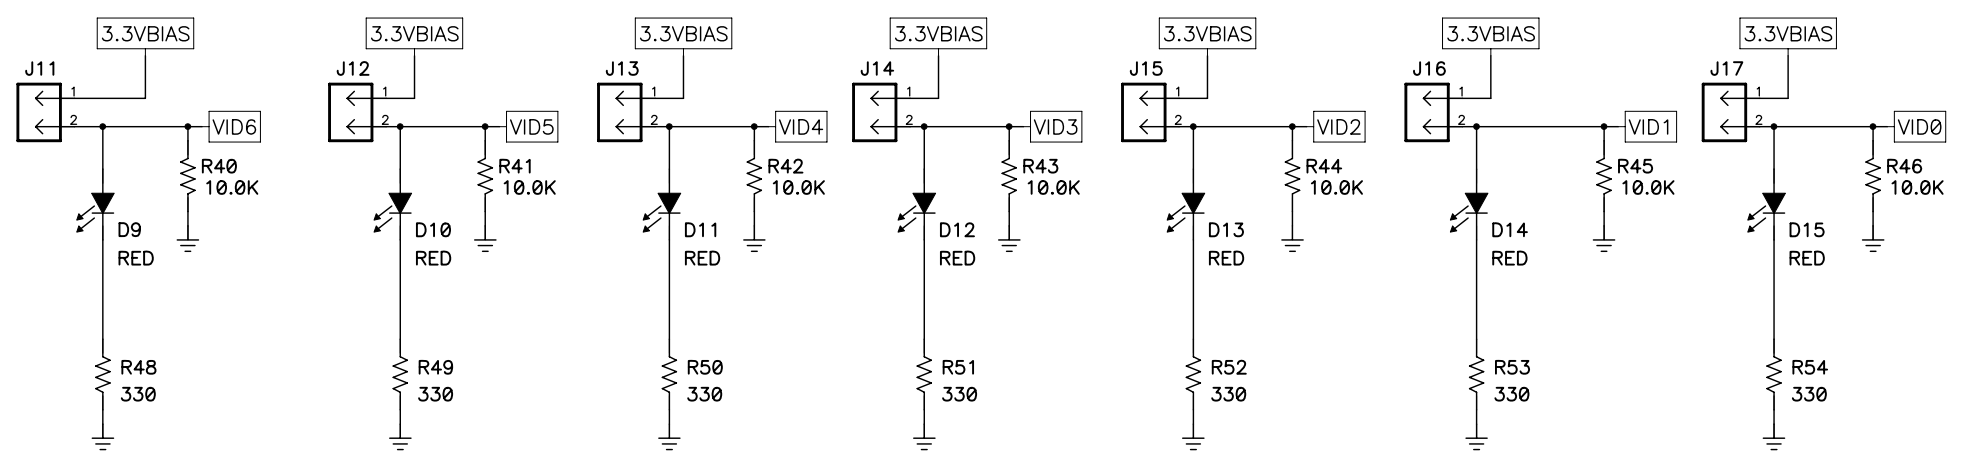 3.3VBIAS 3.3VBIAS 3.3VBIAS 3.3VBIAS 3.3VBIAS 3.3VBIAS 3.3VBIAS
J11 J12 J13 J14 J15 J16 J17
1 1 1 1 1 1 1
2 VID6 2 VID5 2 VID4 2 VID3 2 VID2 2 VID1 2 VID0
R40 R41 R42 R43 R44 R45 R46
10.0K 10.0K 10.0K 10.0K 10.0K 10.0K 10.0K
D9 D10 D11 D12 D13 D14 D15
RED RED RED RED RED RED RED
R48 R49 R50 R51 R52 R53 R54
330 330 330 330 330 330 330